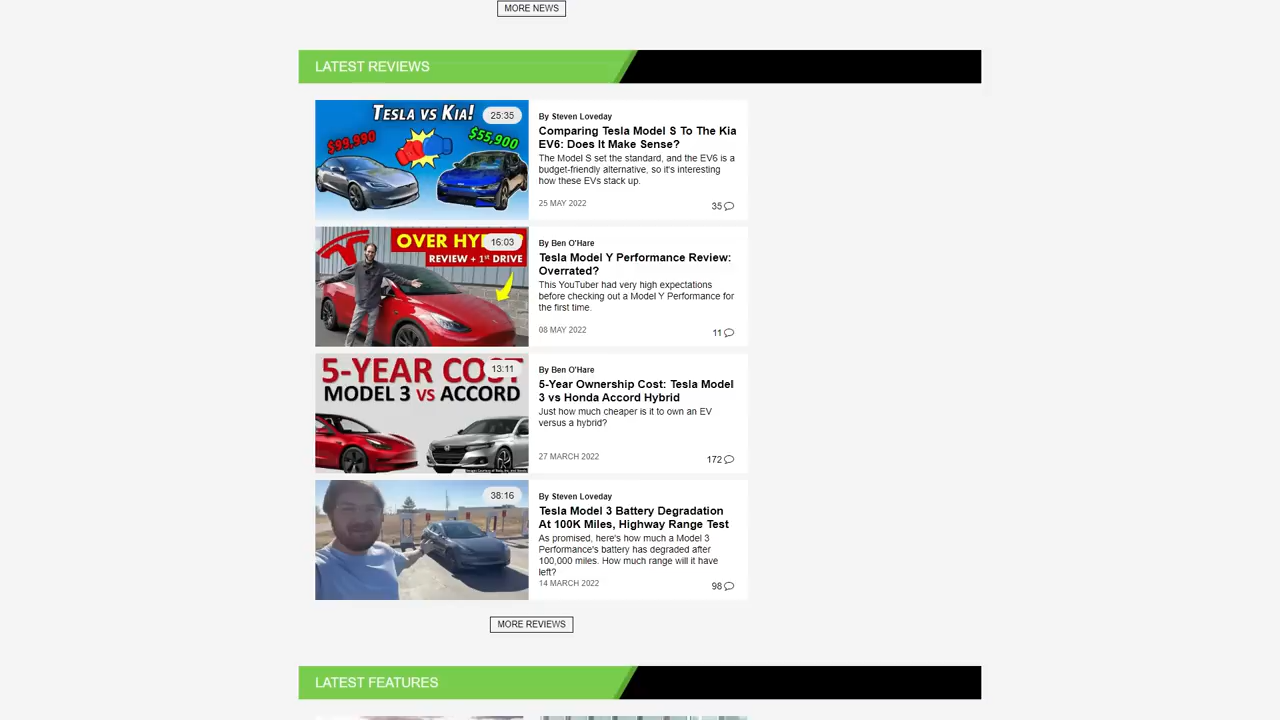 MORE NEWS
LATEST REVIEWS
TESLA VS KIA!
25:35
$99,990
$55,900
By Steven Loveday
Comparing Tesla Model S To The Kia
EV6: Does It Make Sense?
The Model S set the standard, and the EV6 is a
budget-friendly alternative, so it's interesting
how these EVs stack up.
25 MAY 2022
35
OVER HY
16:03
REVIEW + 1ST DRIVE
By Ben O'Hare
Tesla Model Y Performance Review:
Overrated?
This YouTuber had very high expectations
before checking out a Model Y Performance for
the first time.
08 MAY 2022
11
5-YEAR COST
13:11
MODEL 3 VS ACCORD
By Ben O'Hare
5-Year Ownership Cost: Tesla Model
3 vs Honda Accord Hybrid
Just how much cheaper is it to own an EV
versus a hybrid?
27 MARCH 2022
172
38:16
By Steven Loveday
Tesla Model 3 Battery Degradation
At 100K Miles, Highway Range Test
As promised, here's how much a Model 3
Performance's battery has degraded after
100,000 miles. How much range will it have
left?
14 MARCH 2022
98
MORE REVIEWS
LATEST FEATURES